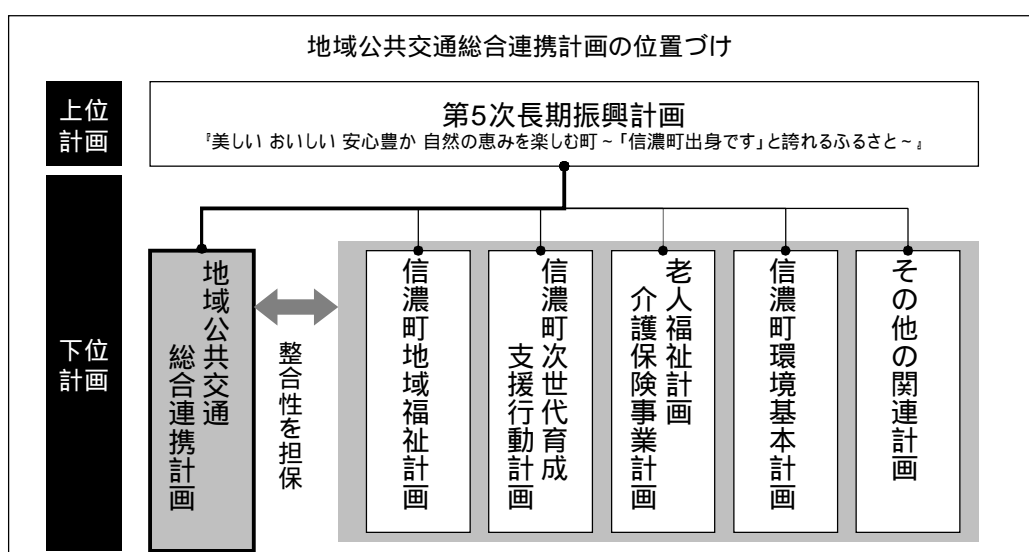 地域公共交通総合連携計画の位置づけ
上位
計画
第5次長期振興計画
『美しい おいしい 安心豊か 自然の恵みを楽しむ町～「信濃町出身です」と誇れるふるさと～』
下位
計画
地域公共交通
総合連携計画
整合性を担保
信濃町地域福祉計画
信濃町次世代育成
支援行動計画
老人福祉計画
介護保険事業計画
信濃町環境基本計画
その他の関連計画